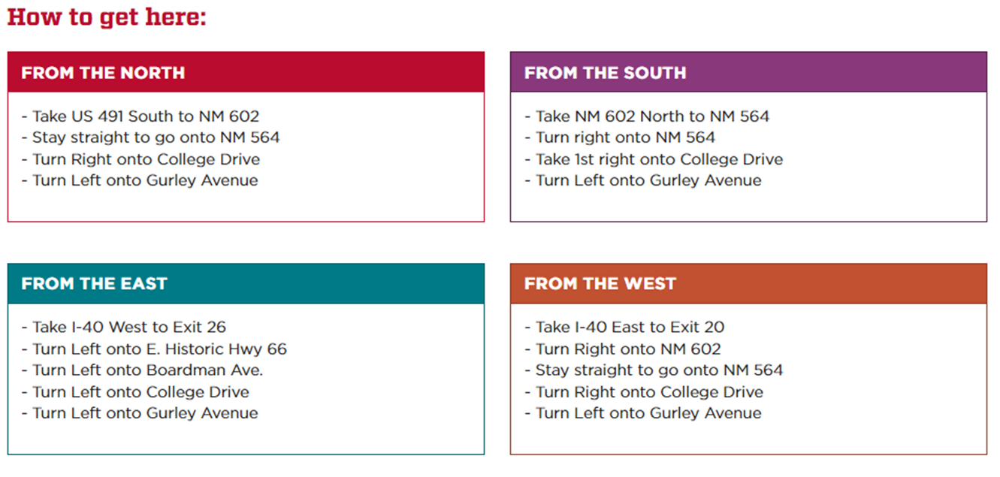 How to get here:
FROM THE NORTH
- Take US 491 South to NM 602
- Stay straight to go onto NM 564
- Turn Right onto College Drive
- Turn Left onto Gurley Avenue
FROM THE SOUTH
- Take NM 602 North to NM 564
- Turn right onto NM 564
- Take 1st right onto College Drive
- Turn Left onto Gurley Avenue
FROM THE EAST
- Take I-40 West to Exit 26
- Turn Left onto E. Historic Hwy 66
- Turn Left onto Boardman Ave.
- Turn Left onto College Drive
- Turn Left onto Gurley Avenue
FROM THE WEST
- Take I-40 East to Exit 20
- Turn Right onto NM 602
- Stay straight to go onto NM 564
- Turn Right onto College Drive
- Turn Left onto Gurley Avenue